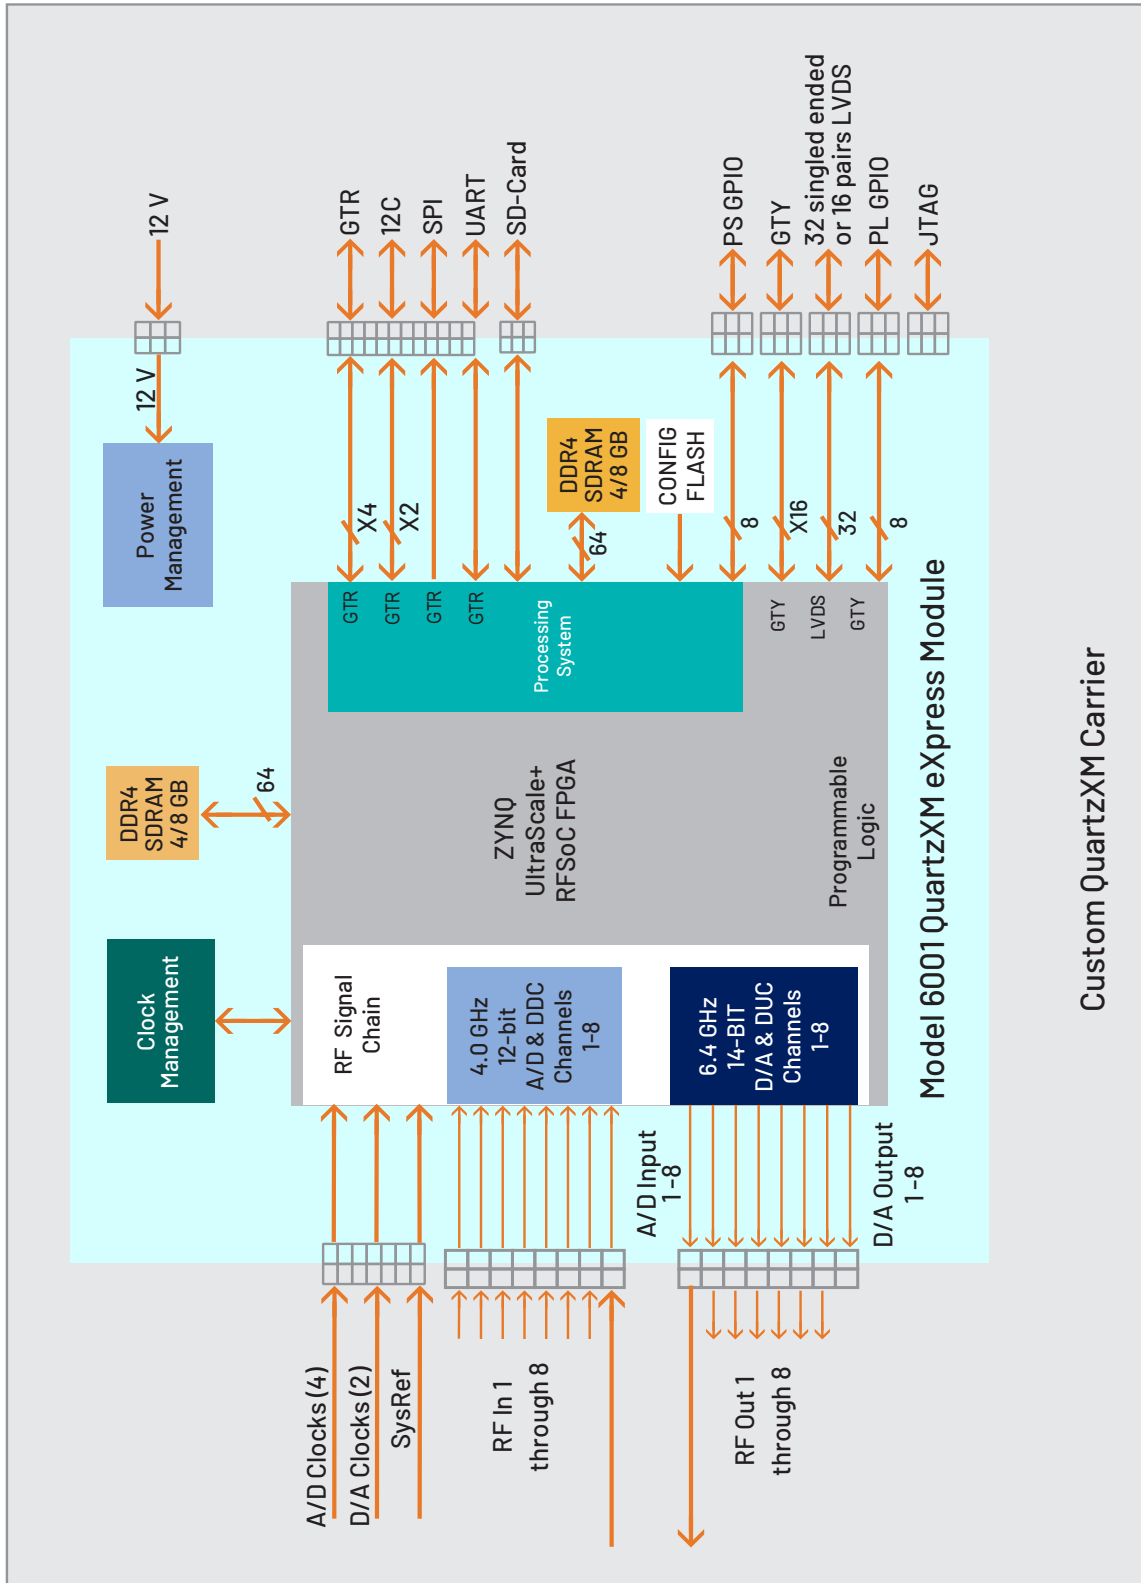 12 V
GTR
12C
SPI
UART
SD-Card
PS GPIO
GTY
32 singled ended
or 16 pairs LVDS
PL GPIO
JTAG
12 V
Power
Management
X4
X2
DDR4
SDRAM
4/8 GB
64
CONFIG
FLASH
8
X16
32
8
GTR
GTR
GTR
GTR
Processing
System
GTY
LVDS
GTY
DDR4
SDRAM
4/8 GB
64
ZYNQ
UltraScale+
RFSoC FPGA
Programmable
Logic
Clock
Management
RF Signal
Chain
4.0 GHz
12-bit
A/D & DDC
Channels
1-8
6.4 GHz
14-BIT
D/A & DUC
Channels
1-8
A/D Input
1-8
D/A Output
1-8
A/D Clocks (4)
D/A Clocks (2)
SysRef
RF In 1
through 8
RF Out 1
through 8
Model 6001 QuartzXM eXpress Module
Custom QuartzXM Carrier